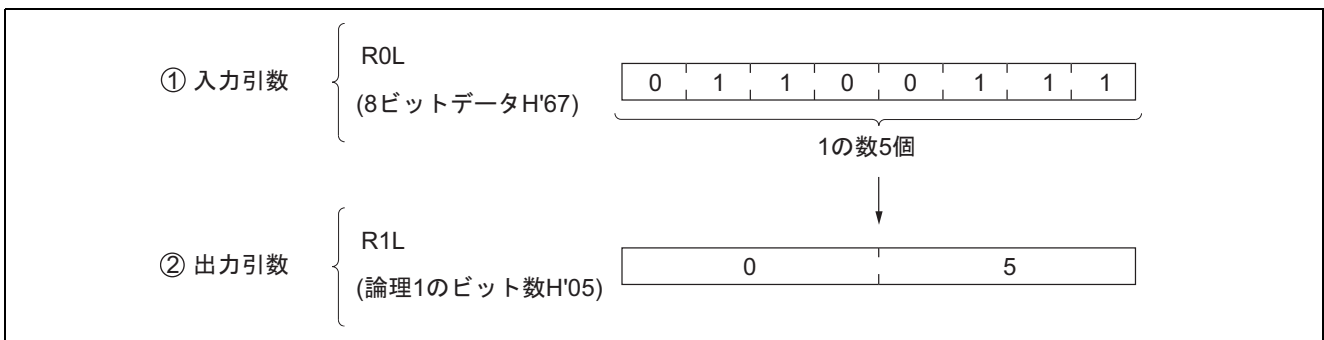 ① 入力引数
R0L
(8ビットデータH'67)
0 1 1 0 0 1 1 1
1の数5個
② 出力引数
R1L
(論理1のビット数H'05)
0 5